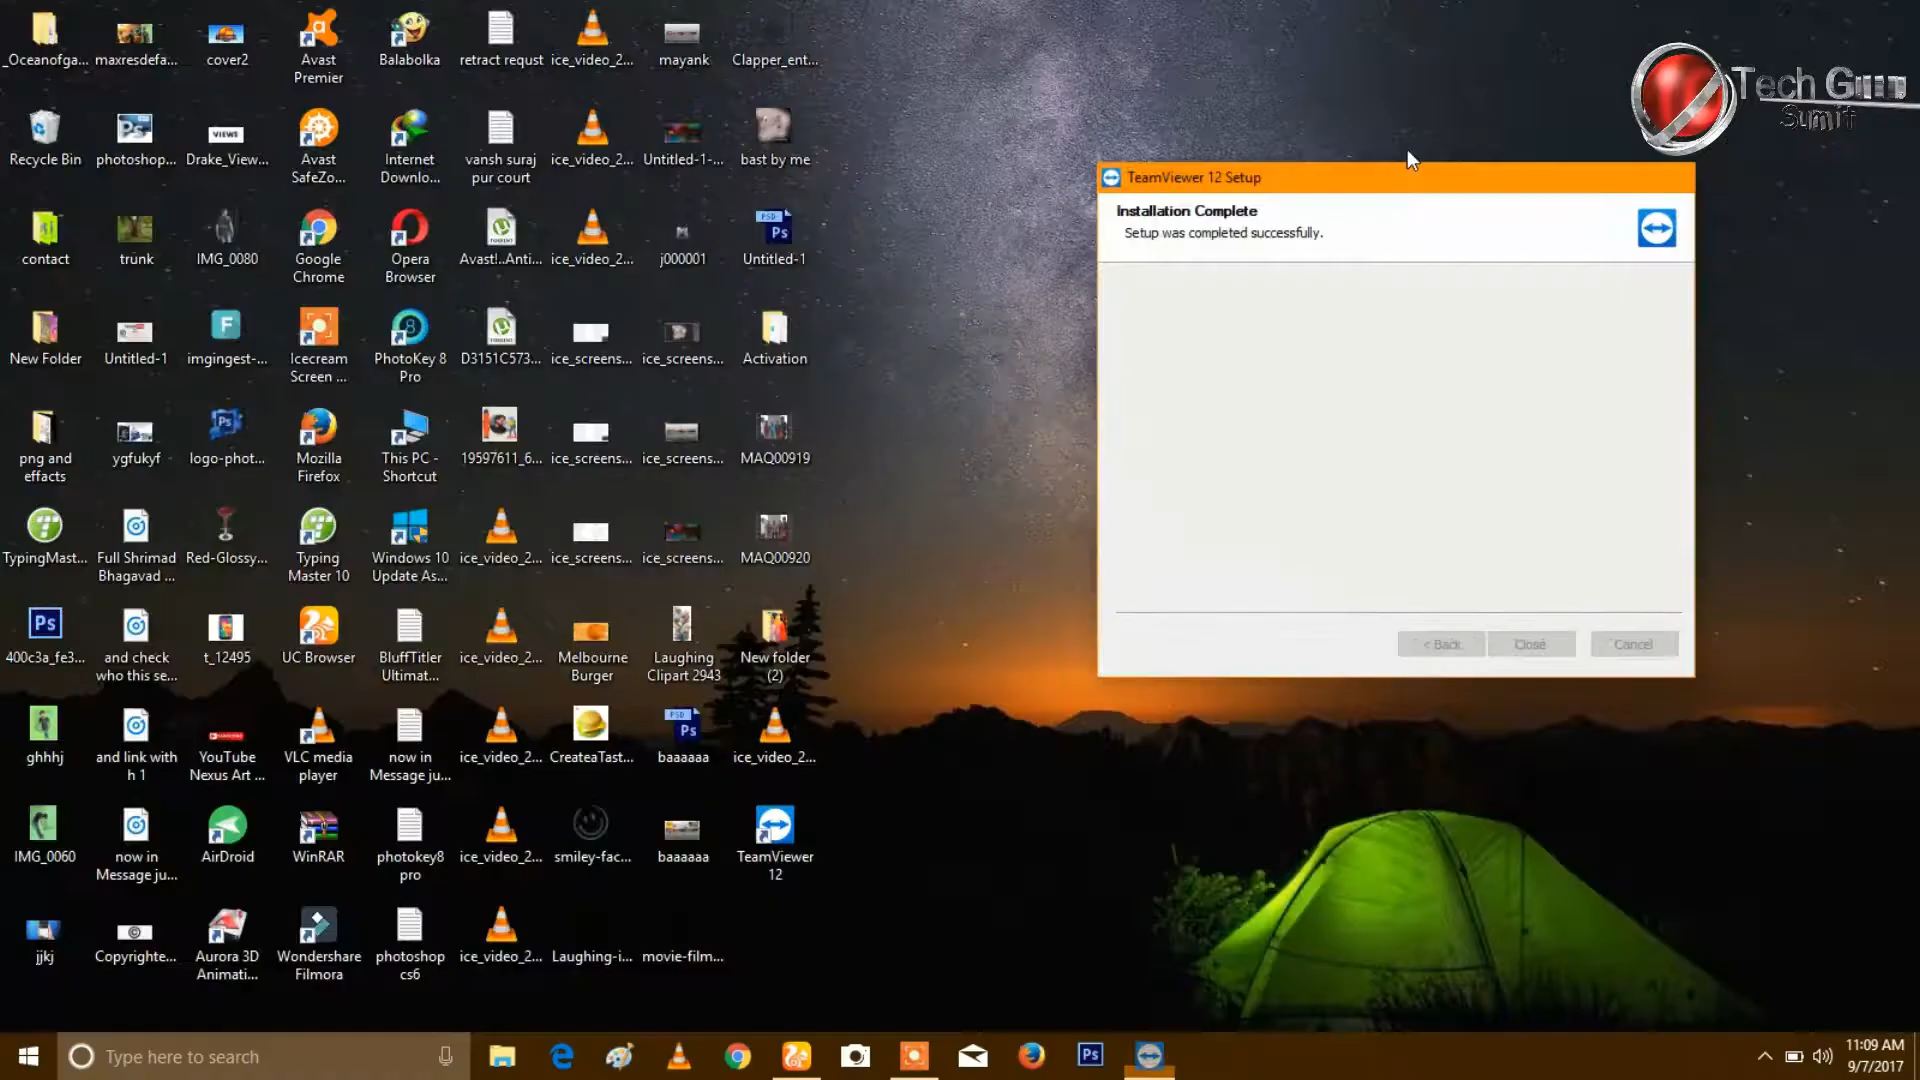 _Oceanofga...
maxresdefa...
cover2
Avast
Premier
Balabolka
retract requst
ice_video_2...
mayank
Clapper_ent...
Recycle Bin
photoshop...
Drake_View...
VIEWS
Avast
SafeZo...
Internet
Downlo...
vansh suraj
pur court
ice_video_2...
Untitled-1-...
bast by me
contact
trunk
IMG_0080
Google
Chrome
Opera
Browser
Avast!..Anti...
ice_video_2...
j000001
PSD
Ps
Untitled-1
New Folder
Untitled-1
imgingest-...
Icecream
Screen ...
PhotoKey 8
Pro
D3151C573...
ice_screens...
ice_screens...
Activation
png and
effacts
ygfukyf
logo-phot...
Mozilla
Firefox
This PC -
Shortcut
19597611_6...
ice_screens...
ice_screens...
MAQ00919
TypingMast...
Full Shrimad
Bhagavad ...
Red-Glossy...
Typing
Master 10
Windows 10
Update As...
ice_video_2...
ice_screens...
ice_screens...
MAQ00920
Ps
400c3a_fe3...
and check
who this se...
t_12495
UC Browser
BluffTitler
Ultimat...
ice_video_2...
Melbourne
Burger
Laughing
Clipart 2943
New folder
(2)
ghhhj
and link with
h 1
YouTube
Nexus Art ...
VLC media
player
now in
Message ju...
ice_video_2...
CreateaTast...
PSD
Ps
baaaaaa
ice_video_2...
IMG_0060
now in
Message ju...
AirDroid
WinRAR
photokey8
pro
ice_video_2...
smiley-fac...
baaaaaa
TeamViewer
12
jjkj
Copyrighte...
Aurora 3D
Animati...
Wondershare
Filmora
photoshop
cs6
ice_video_2...
Laughing-i...
movie-film...
Tech Guru
Sumit
TeamViewer 12 Setup
Installation Complete
Setup was completed successfully.
< Back
Close
Cancel
Type here to search
Ps
11:09 AM
9/7/2017